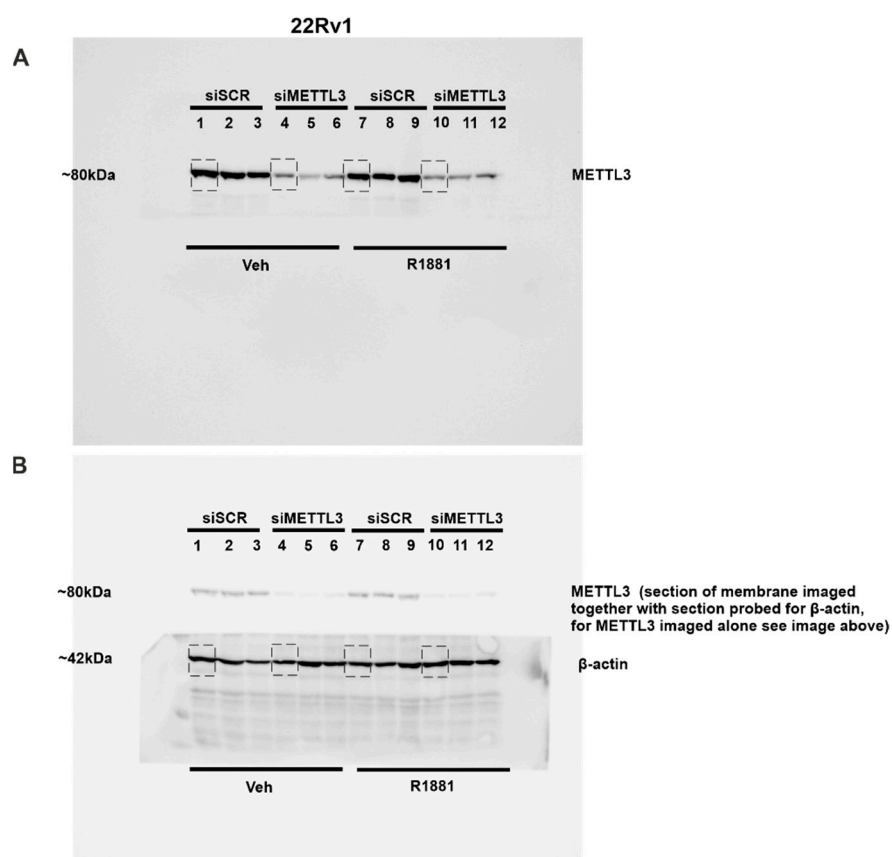 22Rv1
A
siSCR siMETTL3 siSCR siMETTL3
1 2 3 4 5 6 7 8 9 10 11 12
~80kDa METTL3
Veh R1881
B
siSCR siMETTL3 siSCR siMETTL3
1 2 3 4 5 6 7 8 9 10 11 12
~80kDa METTL3 (section of membrane imaged
together with section probed for β-actin,
for METTL3 imaged alone see image above)
~42kDa β-actin
Veh R1881